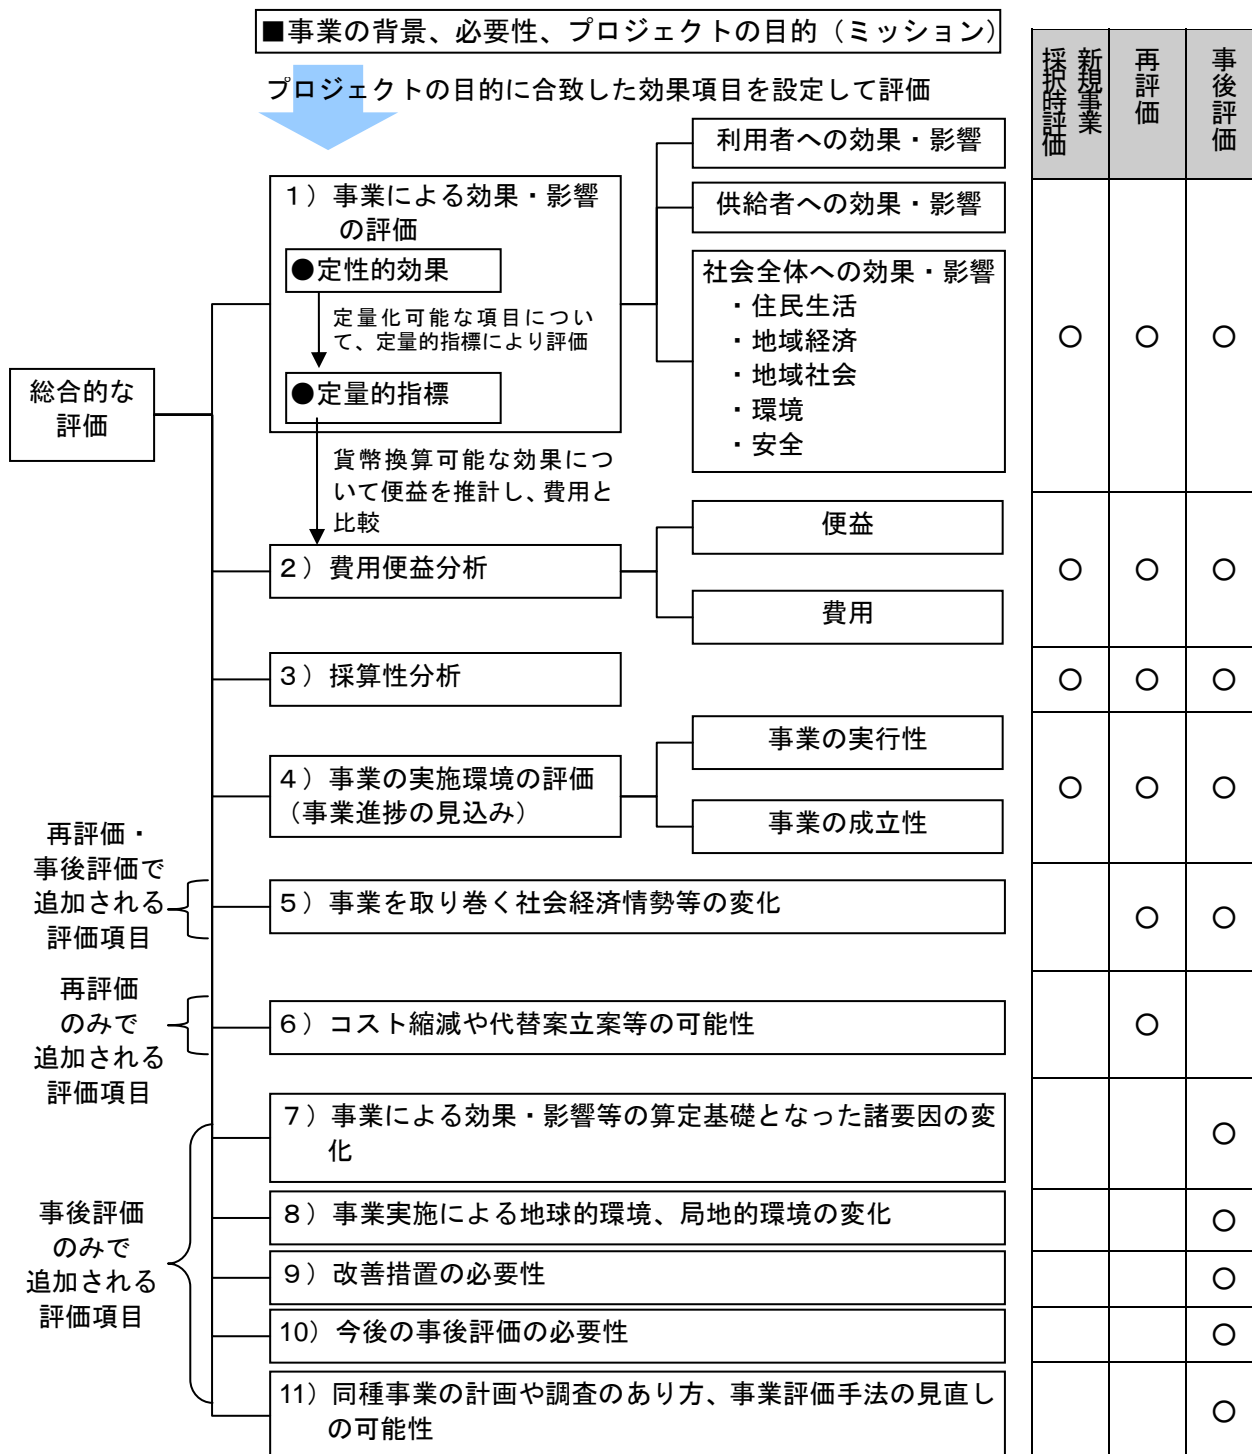 ■事業の背景、必要性、プロジェクトの目的（ミッション）
プロジェクトの目的に合致した効果項目を設定して評価
新規事業
採択時評価
再評価
事後評価
総合的な
評価
１）事業による効果・影響
の評価
●定性的効果
定量化可能な項目につい
て、定量的指標により評価
●定量的指標
貨幣換算可能な効果につ
いて便益を推計し、費用と
比較
利用者への効果・影響
供給者への効果・影響
社会全体への効果・影響
・住民生活
・地域経済
・地域社会
・環境
・安全
○ ○ ○
２）費用便益分析
便益
費用
○ ○ ○
３）採算性分析
○ ○ ○
４）事業の実施環境の評価
（事業進捗の見込み）
事業の実行性
事業の成立性
○ ○ ○
再評価・
事後評価で
追加される
評価項目
５）事業を取り巻く社会経済情勢等の変化
○ ○
再評価
のみで
追加される
評価項目
６）コスト縮減や代替案立案等の可能性
○
事後評価
のみで
追加される
評価項目
７）事業による効果・影響等の算定基礎となった諸要因の変
化
○
８）事業実施による地球的環境、局地的環境の変化
○
９）改善措置の必要性
○
10）今後の事後評価の必要性
○
11）同種事業の計画や調査のあり方、事業評価手法の見直し
の可能性
○